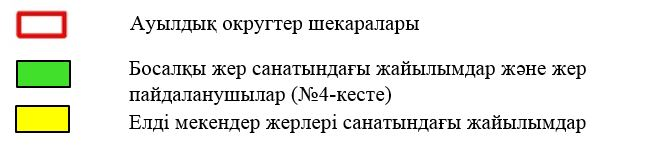 Ауылдық округтер шекаралары
Босалқы жер санатындағы жайылымдар және жер
пайдаланушылар (№4-кесте)
Елді мекендер жерлері санатындағы жайылымдар